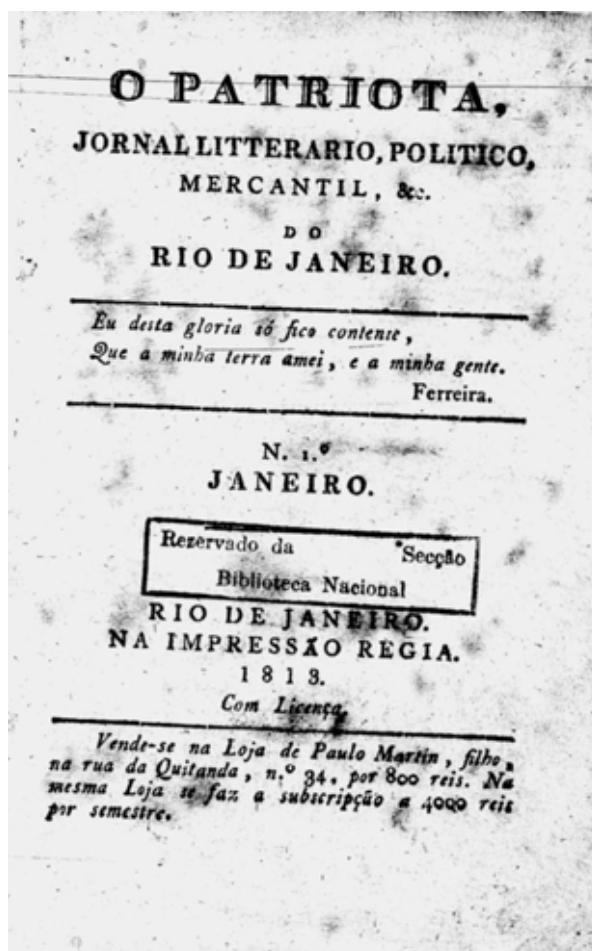 O PATRIOTA,
JORNAL LITTERARIO, POLITICO,
MERCANTIL, &c.
DO
RIO DE JANEIRO.
Eu desta gloria só fico contente,
Que a minha terra amei, e a minha gente.
Ferreira.
N. 1.º
JANEIRO.
Rezervado da Secção
Biblioteca Nacional
RIO DE JANEIRO.
NA IMPRESSÃO REGIA.
1813.
Com Licença.
Vende-se na Loja de Paulo Martin, filho,
na rua da Quitanda, n.º 34, por 800 reis. Na
mesma Loja se faz a subscripção a 4000 reis
por semestre.